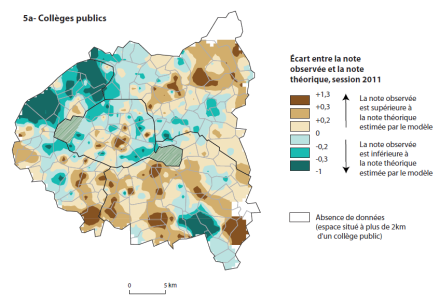 5a- Collèges publics
Écart entre la note
observée et la note
théorique, session 2011
+1,3
+0,3
+0,2
0
-0,2
-0,3
-1
La note observée
est supérieure à
la note théorique
estimée par le modèle
La note observée
est inférieure à
la note théorique
estimée par le modèle
Absence de données
(espace situé à plus de 2km
d'un collège public)
0 5 km